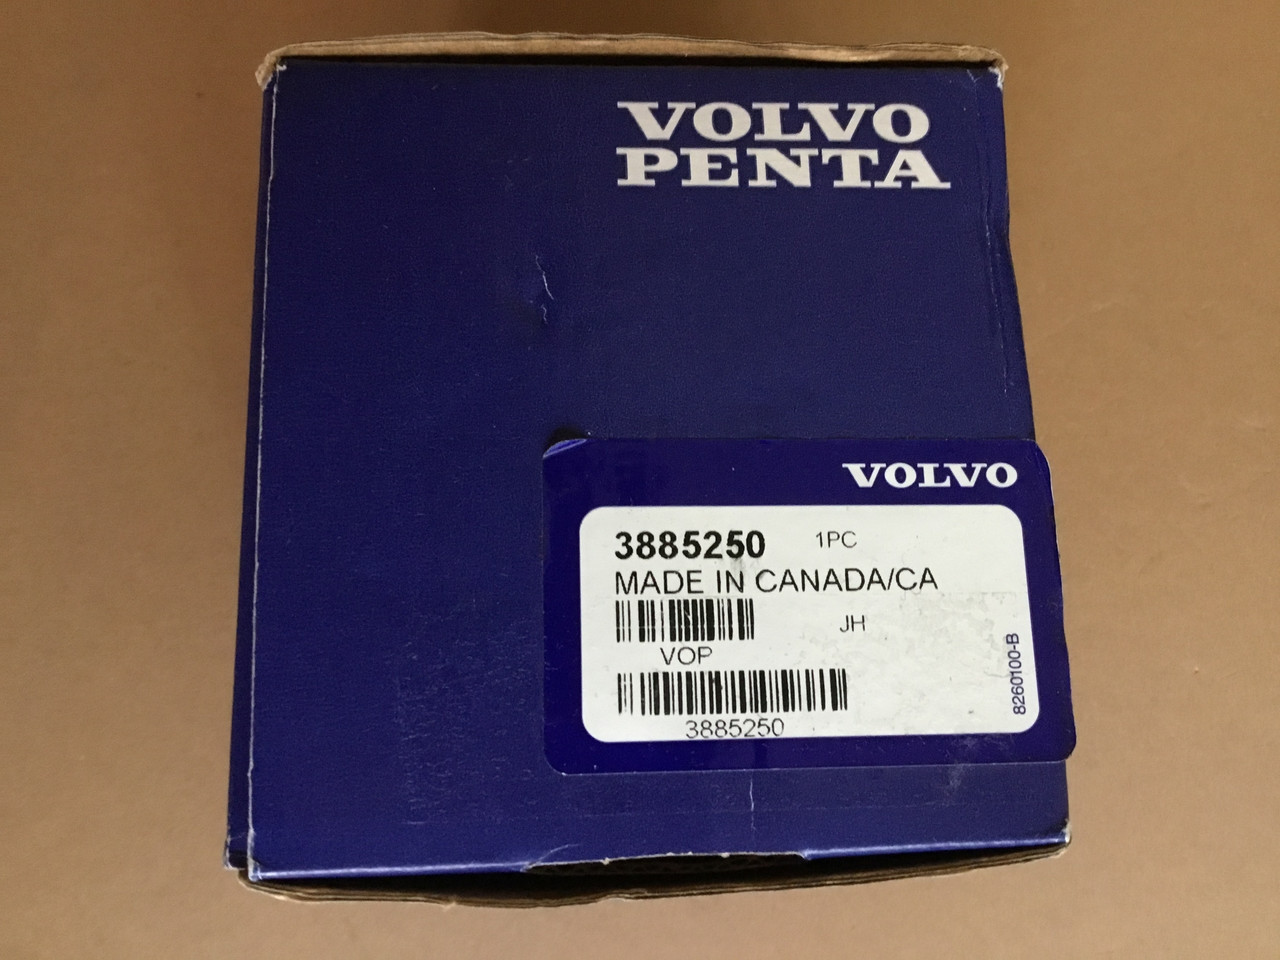 VOLVO
PENTA
VOLVO
3885250 1PC
MADE IN CANADA/CA
JH
VOP
3885250
8260100-B